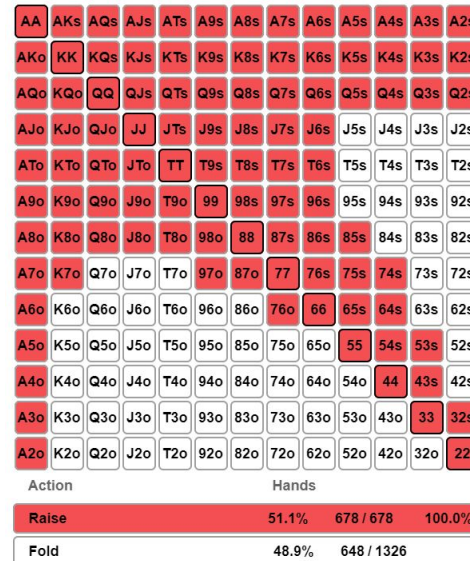 AA AKs AQs AJs ATs A9s A8s A7s A6s A5s A4s A3s A2s
AKo KK KQs KJs KTs K9s K8s K7s K6s K5s K4s K3s K2s
AQo KQo QQ QJs QTs Q9s Q8s Q7s Q6s Q5s Q4s Q3s Q2s
AJo KJo QJo JJ JTs J9s J8s J7s J6s J5s J4s J3s J2s
ATo KTo QTo JTo TT T9s T8s T7s T6s T5s T4s T3s T2s
A9o K9o Q9o J9o T9o 99 98s 97s 96s 95s 94s 93s 92s
A8o K8o Q8o J8o T8o 98o 88 87s 86s 85s 84s 83s 82s
A7o K7o Q7o J7o T7o 97o 87o 77 76s 75s 74s 73s 72s
A6o K6o Q6o J6o T6o 96o 86o 76o 66 65s 64s 63s 62s
A5o K5o Q5o J5o T5o 95o 85o 75o 65o 55 54s 53s 52s
A4o K4o Q4o J4o T4o 94o 84o 74o 64o 54o 44 43s 42s
A3o K3o Q3o J3o T3o 93o 83o 73o 63o 53o 43o 33 32s
A2o K2o Q2o J2o T2o 92o 82o 72o 62o 52o 42o 32o 22
Action Hands
Raise 51.1% 678 / 678 100.0%
Fold 48.9% 648 / 1326